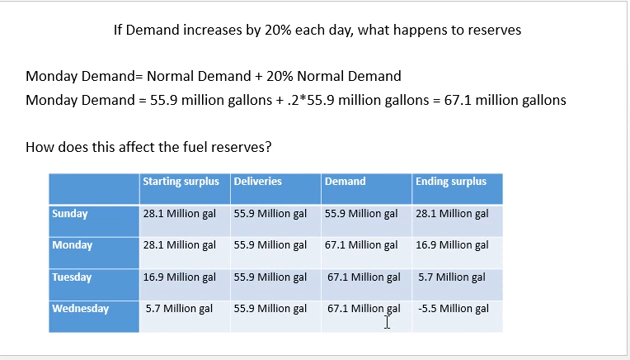 If Demand increases by 20% each day, what happens to reserves
Monday Demand= Normal Demand + 20% Normal Demand
Monday Demand = 55.9 million gallons + .2*55.9 million gallons = 67.1 million gallons
How does this affect the fuel reserves?
Starting surplus Deliveries Demand Ending surplus
Sunday 28.1 Million gal 55.9 Million gal 55.9 Million gal 28.1 Million gal
Monday 28.1 Million gal 55.9 Million gal 67.1 Million gal 16.9 Million gal
Tuesday 16.9 Million gal 55.9 Million gal 67.1 Million gal 5.7 Million gal
Wednesday 5.7 Million gal 55.9 Million gal 67.1 Million gal -5.5 Million gal